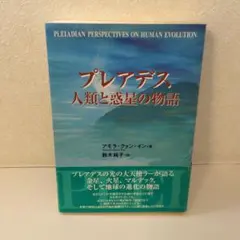 PLEIADIAN PERSPECTIVES ON HUMAN EVOLUTION
プレアデス
人類と惑星の物語
アモラ・クァン・イン・著
鈴木純子・訳
プレアデスの光の大天使ラーが語る
金星、火星、マルデック、
そして地球の進化の物語